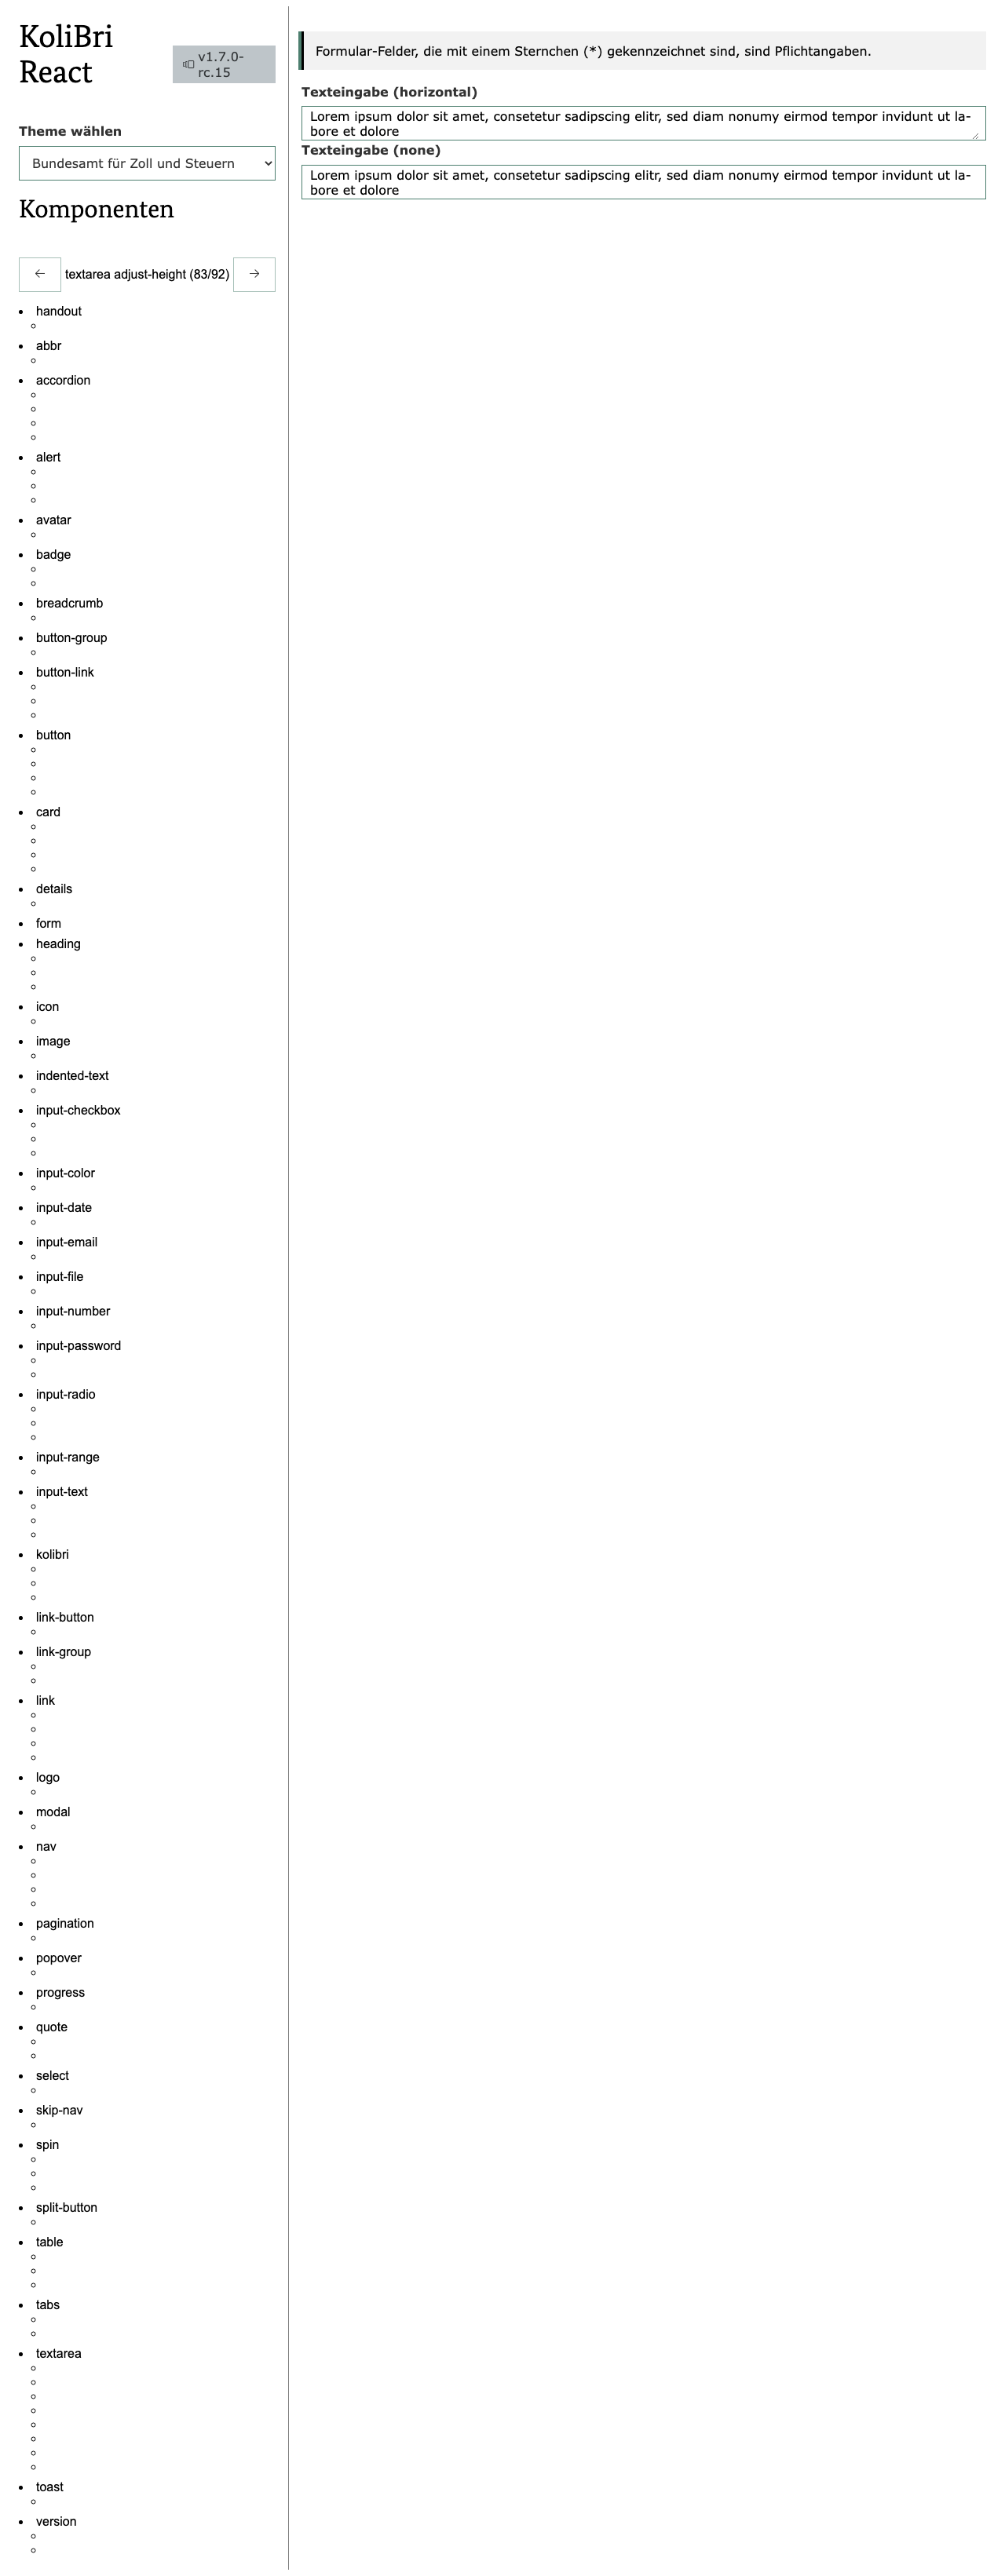 KoliBri
React
v1.7.0-
rc.15
Theme wählen
Bundesamt für Zoll und Steuern
Komponenten
textarea adjust-height (83/92)
handout
abbr
accordion
alert
avatar
badge
breadcrumb
button-group
button-link
button
card
details
form
heading
icon
image
indented-text
input-checkbox
input-color
input-date
input-email
input-file
input-number
input-password
input-radio
input-range
input-text
kolibri
link-button
link-group
link
logo
modal
nav
pagination
popover
progress
quote
select
skip-nav
spin
split-button
table
tabs
textarea
toast
version
Formular-Felder, die mit einem Sternchen (*) gekennzeichnet sind, sind Pflichtangaben.
Texteingabe (horizontal)
Lorem ipsum dolor sit amet, consetetur sadipscing elitr, sed diam nonumy eirmod tempor invidunt ut la-
bore et dolore
Texteingabe (none)
Lorem ipsum dolor sit amet, consetetur sadipscing elitr, sed diam nonumy eirmod tempor invidunt ut la-
bore et dolore